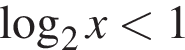 log₂ x < 1